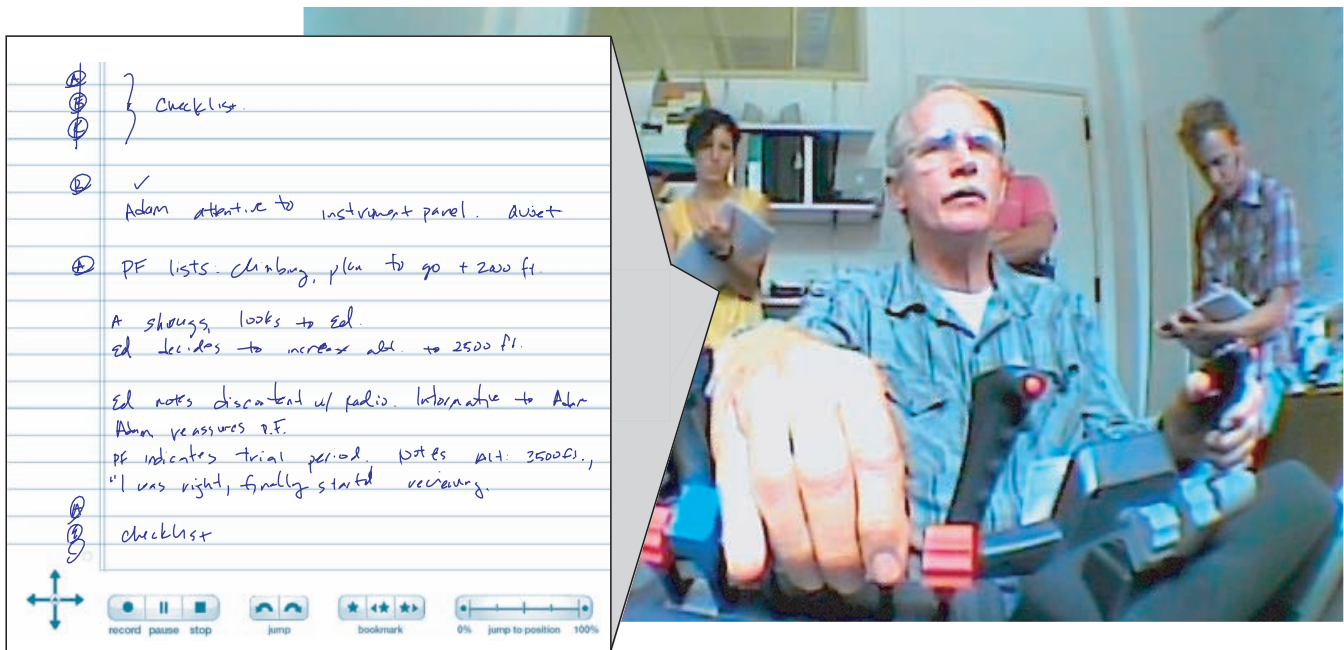 A
E
K
Checklist.
R ✓
Adam attentive to instrument panel. Quiet
A PF lists: climbing, plan to go + 2000 ft.
A shrugs, looks to Ed.
Ed decides to increase alt. to 2500 ft.
Ed notes discontent w/ radio. Informative to Adam
Adam reassures P.F.
PF indicates trial period. Notes Alt: 3500ft.,
"I was right, finally started receiving.
A
E
checklist
record pause stop jump bookmark 0% jump to position 100%